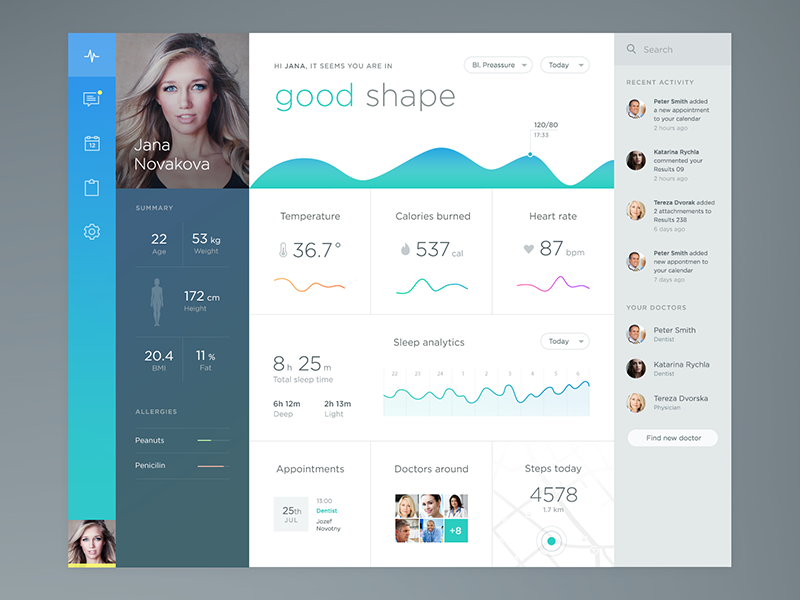 12
Jana
Novakova
SUMMARY
22
Age
53 kg
Weight
172 cm
Height
20.4
BMI
11 %
Fat
ALLERGIES
Peanuts
Penicilin
HI JANA, IT SEEMS YOU ARE IN
good shape
Bl. Preassure
Today
120/80
17:33
Temperature
36.7°
Calories burned
537 cal
Heart rate
87 bpm
8 h 25 m
Total sleep time
6h 12m
Deep
2h 13m
Light
Sleep analytics
Today
22 23 24 1 2 3 4 5 6
Appointments
25th
JUL
13:00
Dentist
Jozef
Novotny
Doctors around
+8
Steps today
4578
1.7 km
Search
RECENT ACTIVITY
Peter Smith added
a new appointment
to your calendar
2 hours ago
Katarina Rychla
commented your
Results 09
2 hours ago
Tereza Dvorak added
2 attachmements to
Results 238
6 days ago
Peter Smith added
new appointmen to
your calendar
7 days ago
YOUR DOCTORS
Peter Smith
Dentist
Katarina Rychla
Dentist
Tereza Dvorska
Physician
Find new doctor